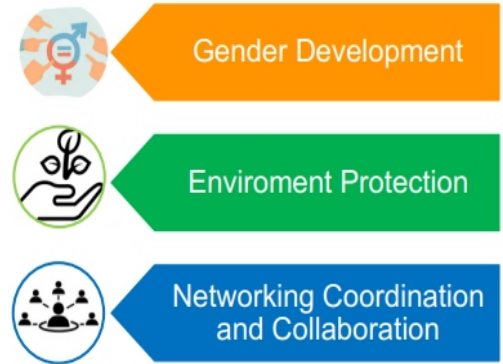 Gender Development
Enviroment Protection
Networking Coordination
and Collaboration